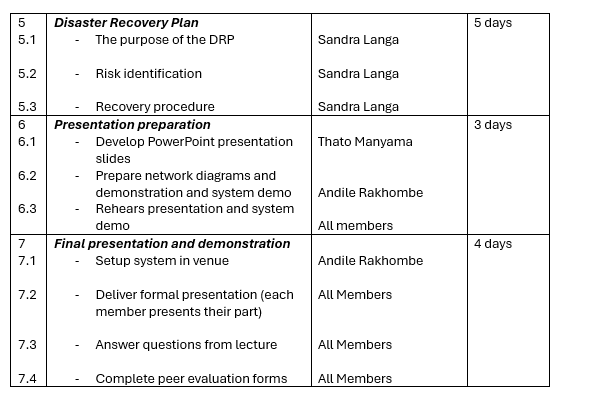 5 Disaster Recovery Plan 5 days
5.1 - The purpose of the DRP Sandra Langa
5.2 - Risk identification Sandra Langa
5.3 - Recovery procedure Sandra Langa
6 Presentation preparation 3 days
6.1 - Develop PowerPoint presentation Thato Manyama
slides
6.2 - Prepare network diagrams and
demonstration and system demo Andile Rakhombe
6.3 - Rehears presentation and system
demo All members
7 Final presentation and demonstration 4 days
7.1 - Setup system in venue Andile Rakhombe
7.2 - Deliver formal presentation (each All Members
member presents their part)
7.3 - Answer questions from lecture All Members
7.4 - Complete peer evaluation forms All Members